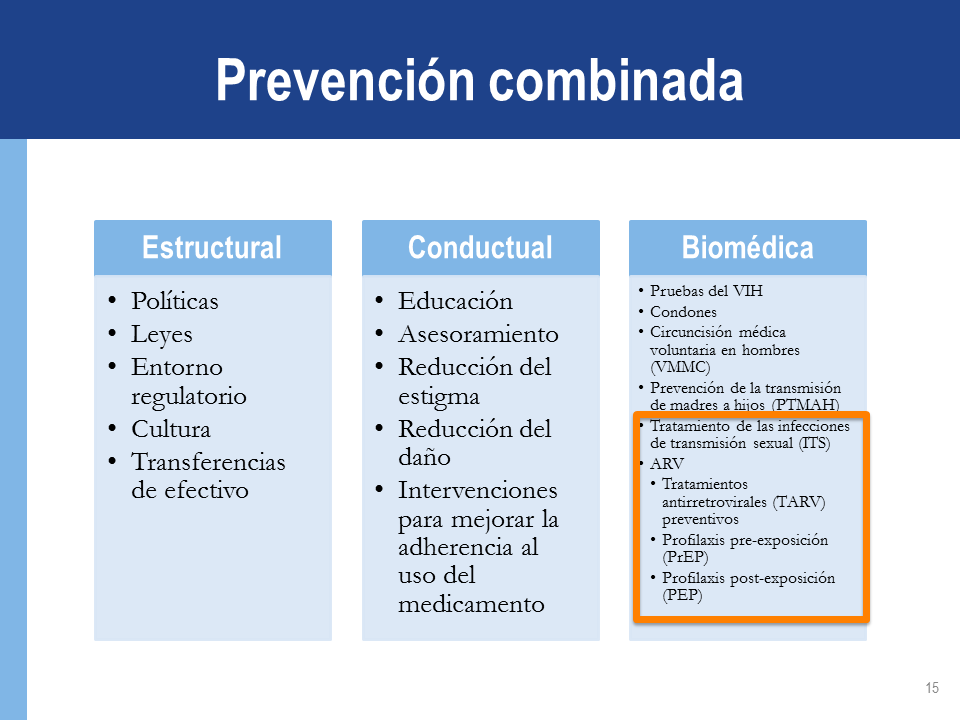 Prevención combinada
Estructural
• Políticas
• Leyes
• Entorno
regulatorio
• Cultura
• Transferencias
de efectivo
Conductual
• Educación
• Asesoramiento
• Reducción del
estigma
• Reducción del
daño
• Intervenciones
para mejorar la
adherencia al
uso del
medicamento
Biomédica
• Pruebas del VIH
• Condones
• Circuncisión médica
voluntaria en hombres
(VMMC)
• Prevención de la transmisión
de madres a hijos (PTMAH)
• Tratamiento de las infecciones
de transmisión sexual (ITS)
• ARV
• Tratamientos
antirretrovirales (TARV)
preventivos
• Profilaxis pre-exposición
(PrEP)
• Profilaxis post-exposición
(PEP)
15